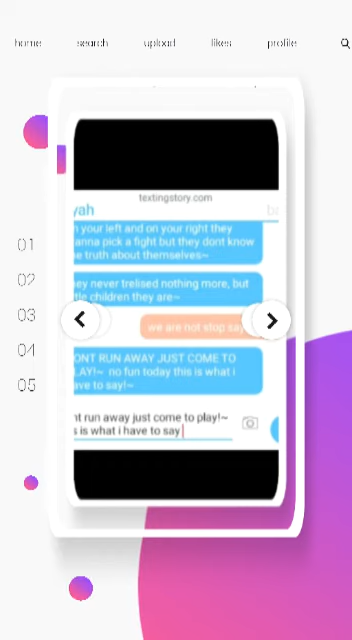 home search upload likes profile
textingstory.com
yah
your left and on your right they
anna pick a fight but they dont know
e truth about themselves~
ey never trelised nothing more, but
tle children they are~
we are not stop say
ONT RUN AWAY JUST COME TO
LAY!~ no fun today this is what i
ave to say!~
nt run away just come to play!~
s is what i have to say
01
02
03
04
05